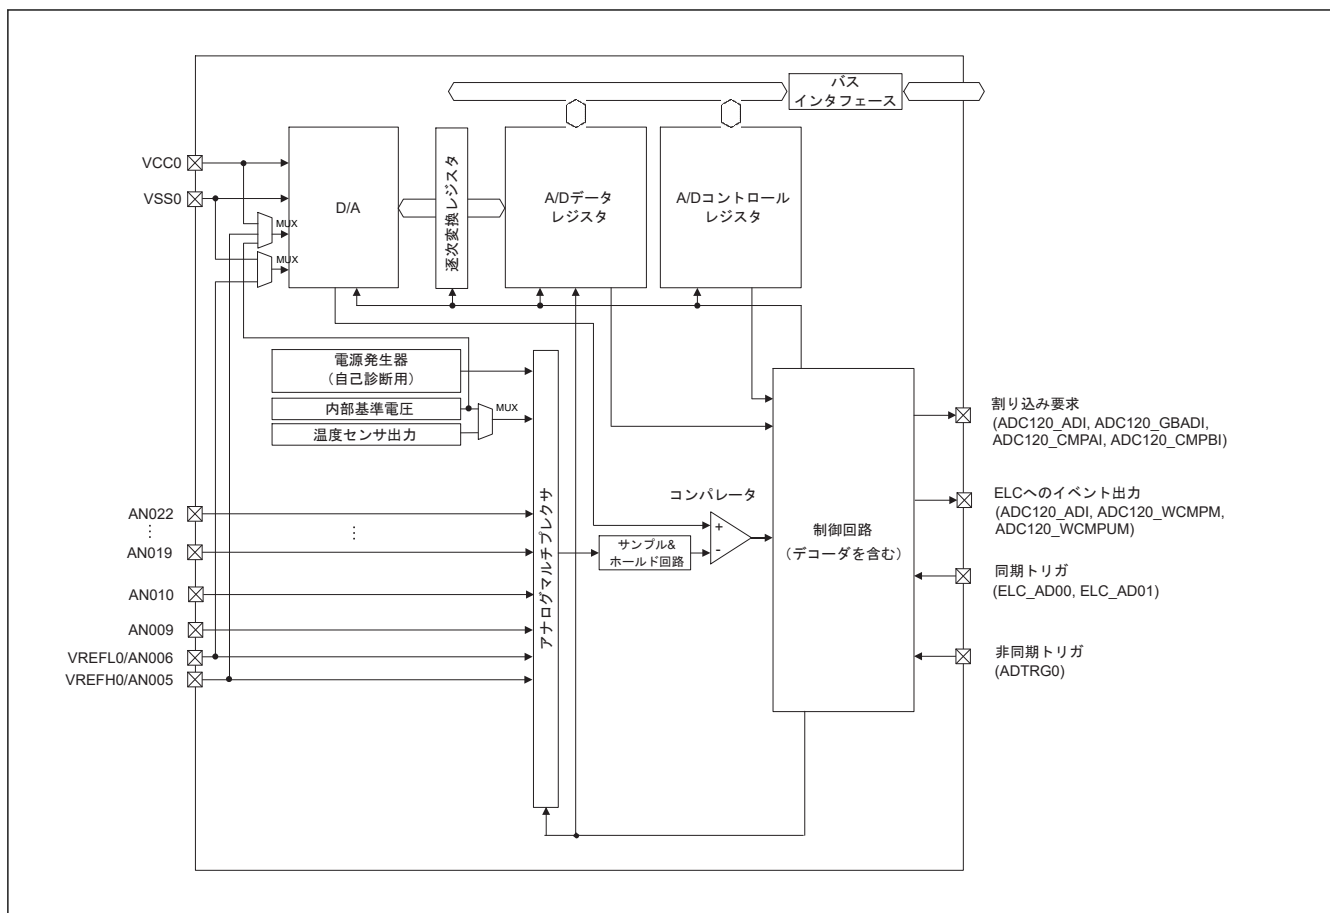 バス
インタフェース
VCC0
VSS0
MUX
MUX
D/A
逐次変換レジスタ
A/Dデータ
レジスタ
A/Dコントロール
レジスタ
電源発生器
(自己診断用)
内部基準電圧
温度センサ出力
MUX
AN022
⋮
AN019
⋮
AN010
AN009
VREFL0/AN006
VREFH0/AN005
アナログマルチプレクサ
サンプル&
ホールド回路
コンパレータ
+
-
制御回路
(デコーダを含む)
割り込み要求
(ADC120_ADI, ADC120_GBADI,
ADC120_CMPAI, ADC120_CMPBI)
ELCへのイベント出力
(ADC120_ADI, ADC120_WCMPM,
ADC120_WCMPUM)
同期トリガ
(ELC_AD00, ELC_AD01)
非同期トリガ
(ADTRG0)